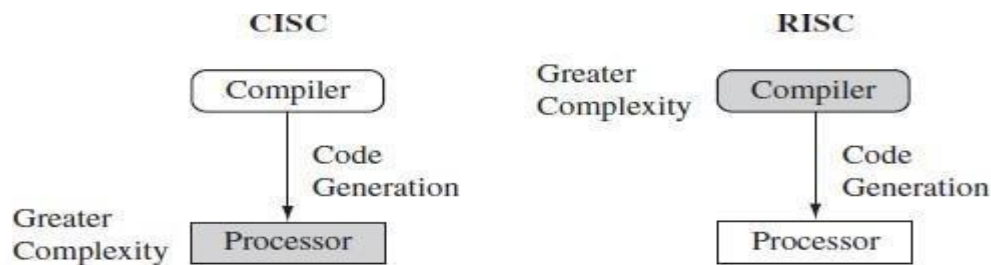 CISC
RISC
Compiler
Greater
Complexity
Compiler
Code
Generation
Code
Generation
Greater
Complexity
Processor
Processor